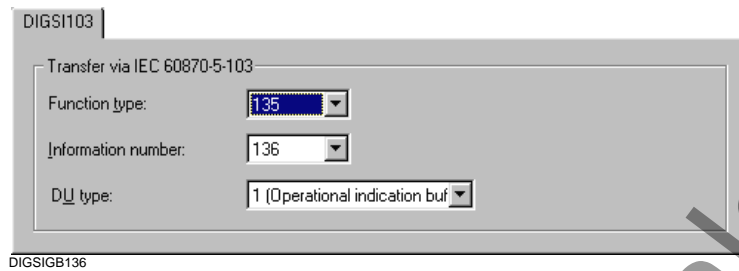 DIGSI103
Transfer via IEC 60870-5-103
Function type:
135
Information number:
136
DU type:
1 (Operational indication buf
DIGSIGB136